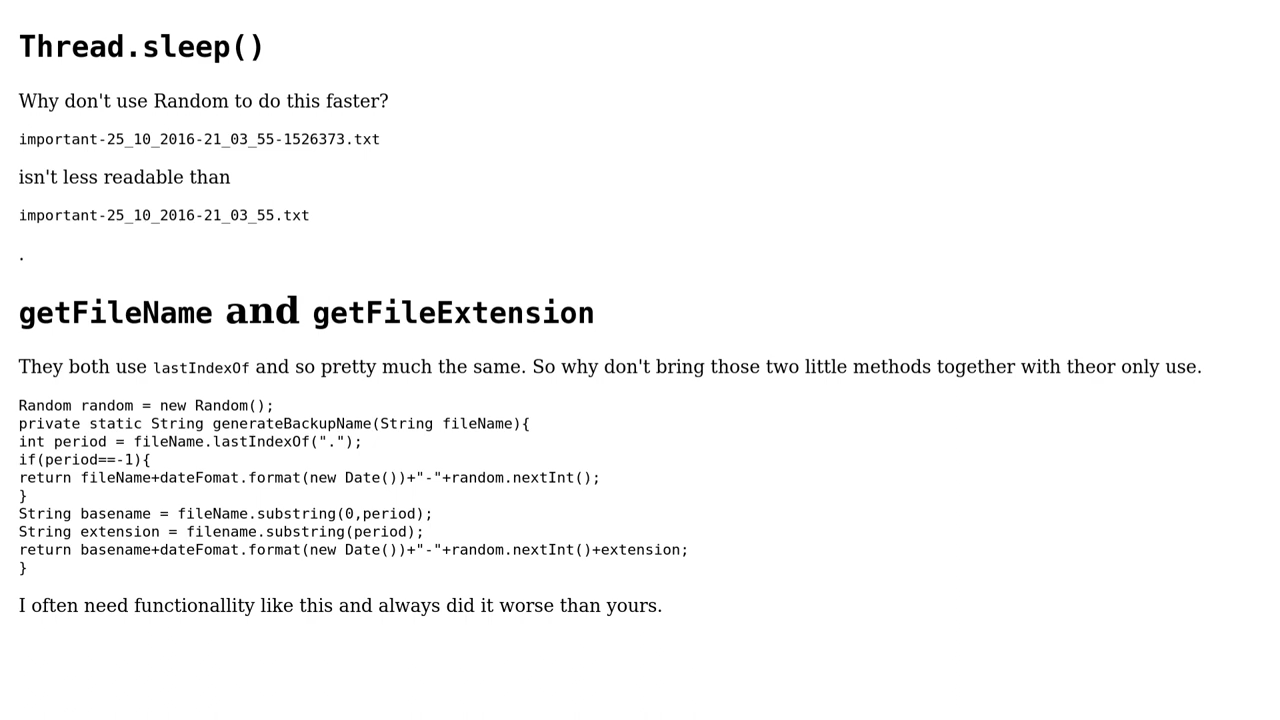 Thread.sleep()
Why don't use Random to do this faster?
important-25_10_2016-21_03_55-1526373.txt
isn't less readable than
important-25_10_2016-21_03_55.txt
.
getFileName and getFileExtension
They both use lastIndexOf and so pretty much the same. So why don't bring those two little methods together with theor only use.
Random random = new Random();
private static String generateBackupName(String fileName){
int period = fileName.lastIndexOf(".");
if(period==-1){
return fileName+dateFomat.format(new Date())+"-"+random.nextInt();
}
String basename = fileName.substring(0,period);
String extension = filename.substring(period);
return basename+dateFomat.format(new Date())+"-"+random.nextInt()+extension;
}
I often need functionallity like this and always did it worse than yours.